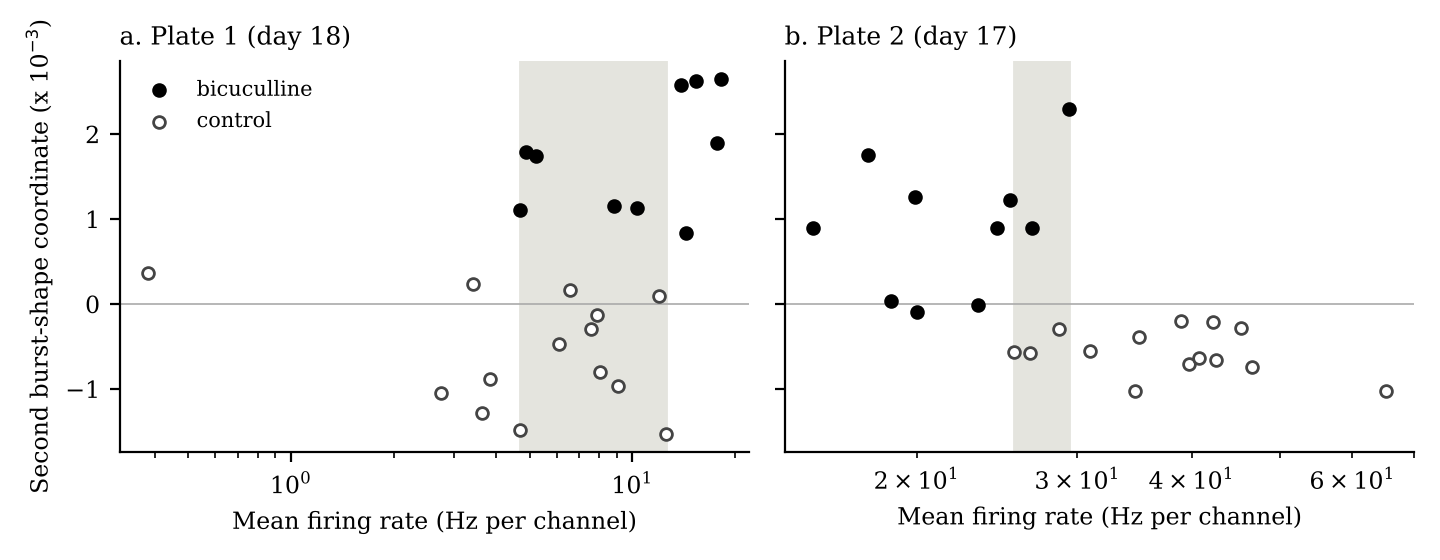 a. Plate 1 (day 18)
b. Plate 2 (day 17)
Second burst-shape coordinate (x 10⁻³)
bicuculline
control
2
1
0
−1
10⁰
10¹
2 × 10¹
3 × 10¹
4 × 10¹
6 × 10¹
Mean firing rate (Hz per channel)
Mean firing rate (Hz per channel)